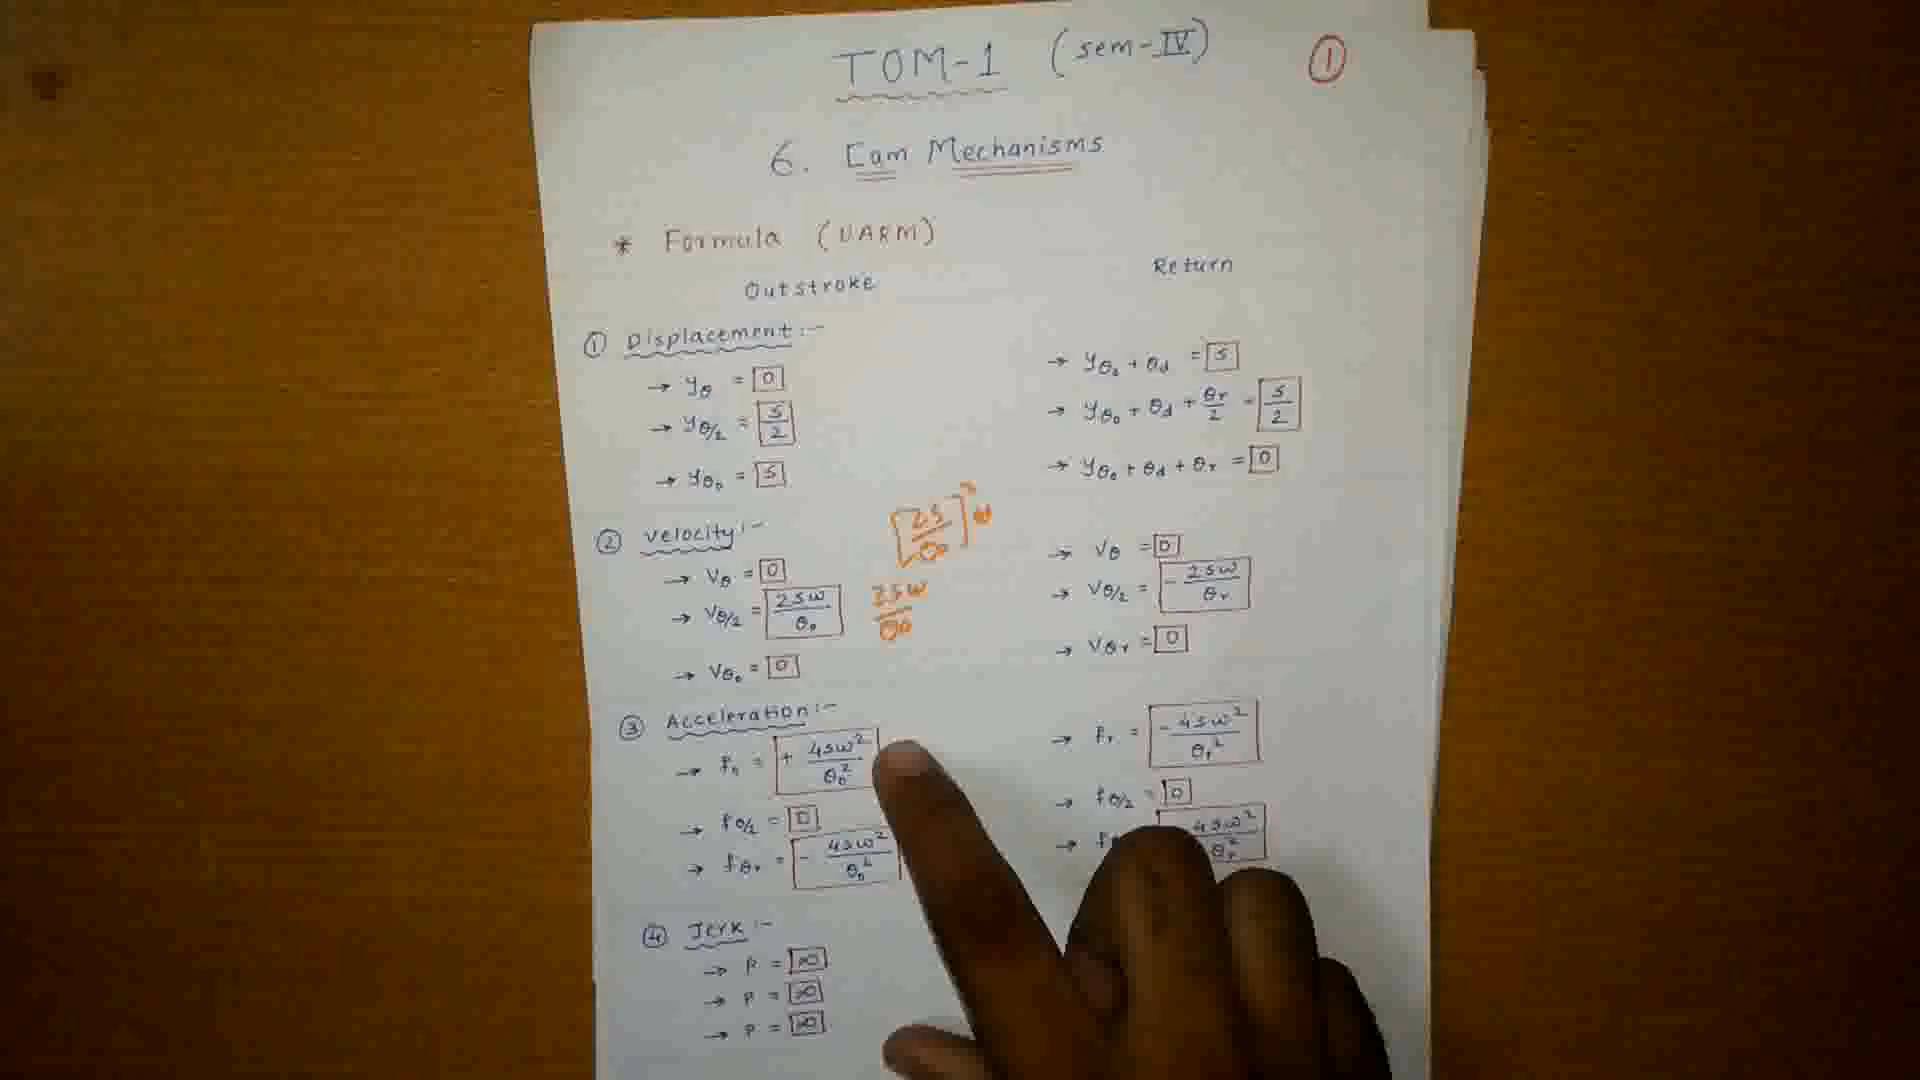 TOM-1 (sem-IV) 1
6. Cam Mechanisms
* Formula (UARM)
Outstroke Return
① Displacement :-
→ yθ = 0 → yθ₀ + θd = s
→ yθ/2 = s/2 → yθ₀ + θd + θr/2 = s/2
→ yθ₀ = s → yθ₀ + θd + θr = 0
[2s/θ₀]² ω
② Velocity :-
→ Vθ = 0 → Vθ = 0
→ Vθ/2 = 2sω/θ₀ 2sω/θ₀ → Vθ/2 = - 2sω/θr
→ Vθ₀ = 0 → Vθr = 0
③ Acceleration :-
→ f₀ = + 4sω²/θ₀² → fr = - 4sω²/θr²
→ fθ/2 = 0 → fθ/2 = 0
→ fθr = - 4sω²/θ₀² → 4sω²/θr²
④ Jerk :-
→ P = ∞
→ P = ∞
→ P = ∞